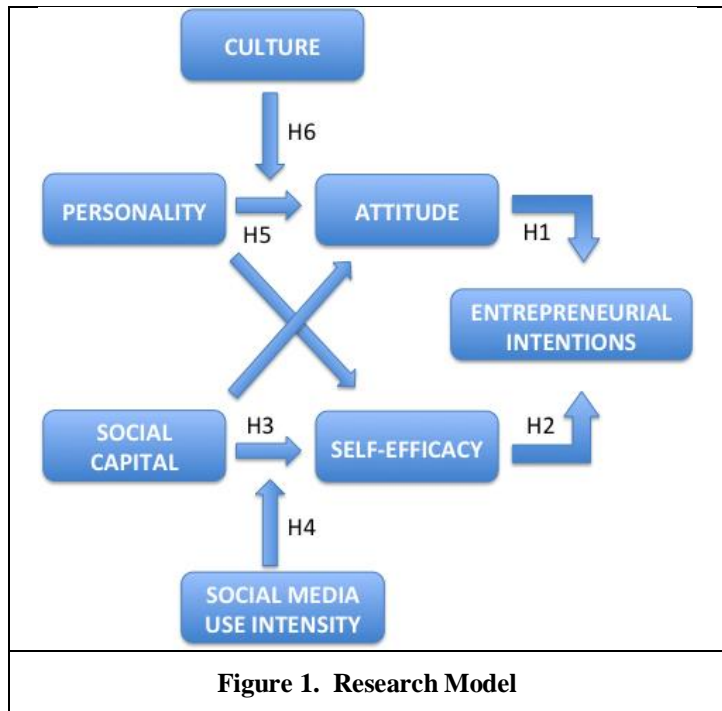 CULTURE
H6
PERSONALITY
ATTITUDE
H5
H1
ENTREPRENEURIAL
INTENTIONS
SOCIAL
CAPITAL
H3
SELF-EFFICACY
H2
H4
SOCIAL MEDIA
USE INTENSITY
Figure 1. Research Model